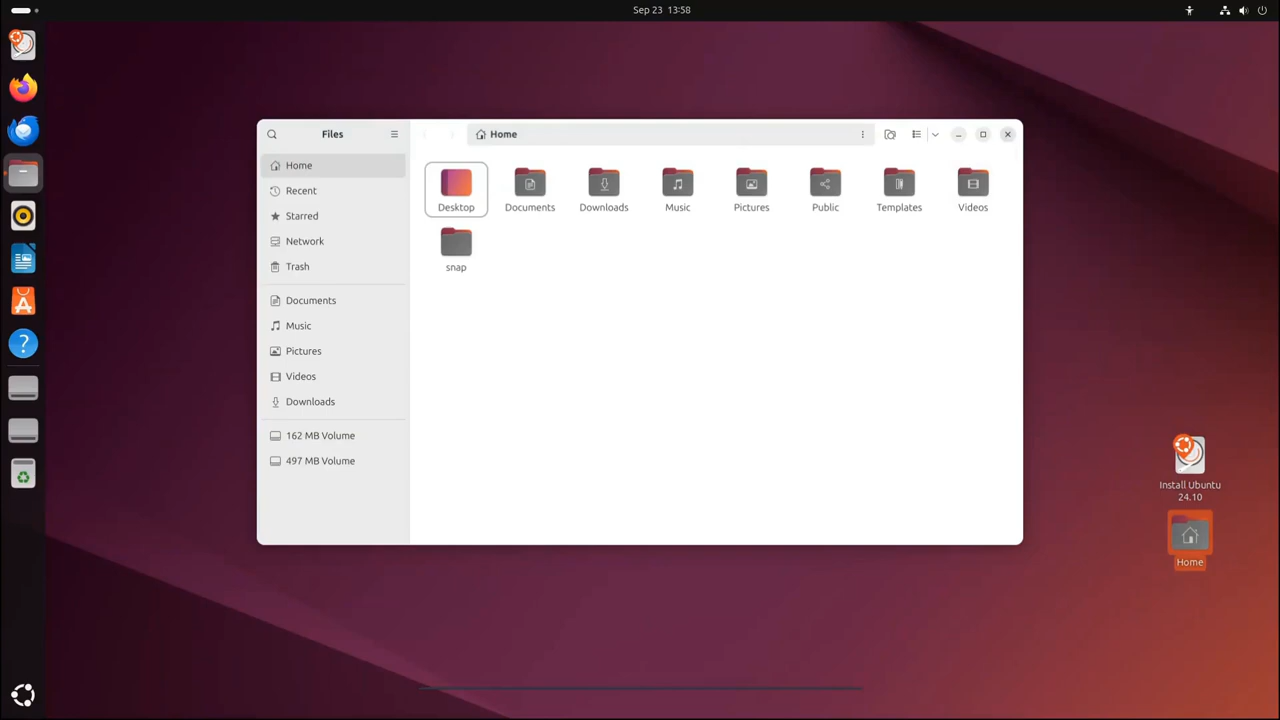 Sep 23 13:58
Files
Home
Home
Recent
Starred
Network
Trash
Documents
Music
Pictures
Videos
Downloads
162 MB Volume
497 MB Volume
Desktop
Documents
Downloads
Music
Pictures
Public
Templates
Videos
snap
Install Ubuntu
24.10
Home